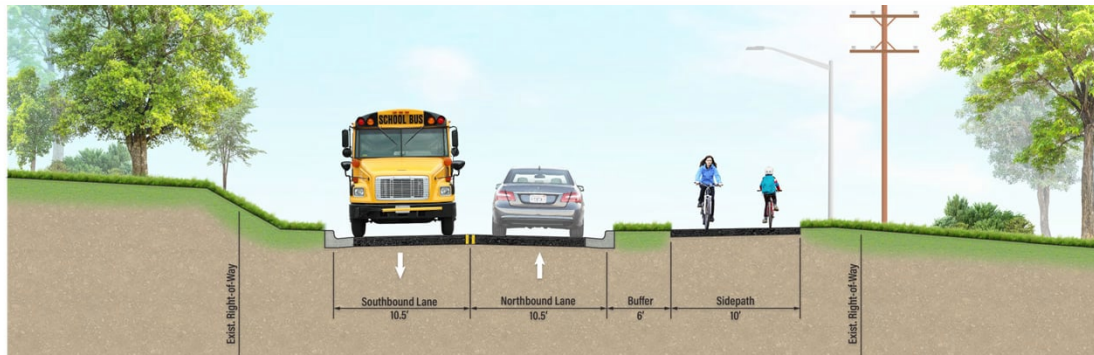 SCHOOL BUS
Exist. Right-of-Way
Southbound Lane
10.5'
Northbound Lane
10.5'
Buffer
6'
Sidepath
10'
Exist. Right-of-Way